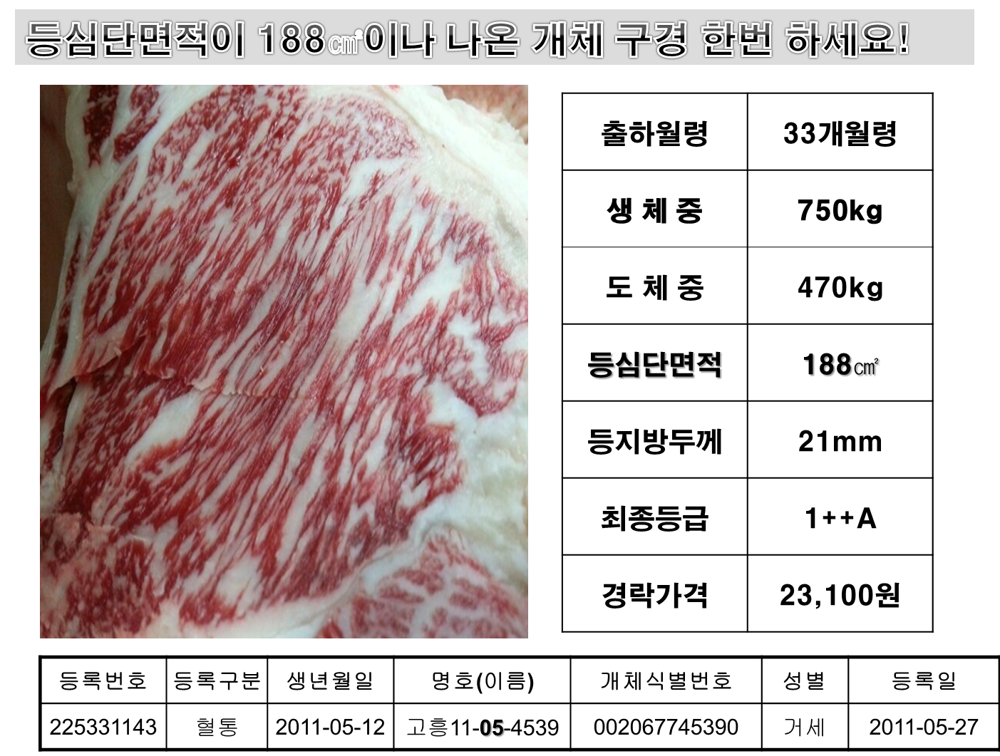 등심단면적이 188㎠이나 나온 개체 구경 한번 하세요!
출하월령 33개월령
생 체 중 750kg
도 체 중 470kg
등심단면적 188㎠
등지방두께 21mm
최종등급 1++A
경락가격 23,100원
등록번호 등록구분 생년월일 명호(이름) 개체식별번호 성별 등록일
225331143 혈통 2011-05-12 고흥11-05-4539 002067745390 거세 2011-05-27